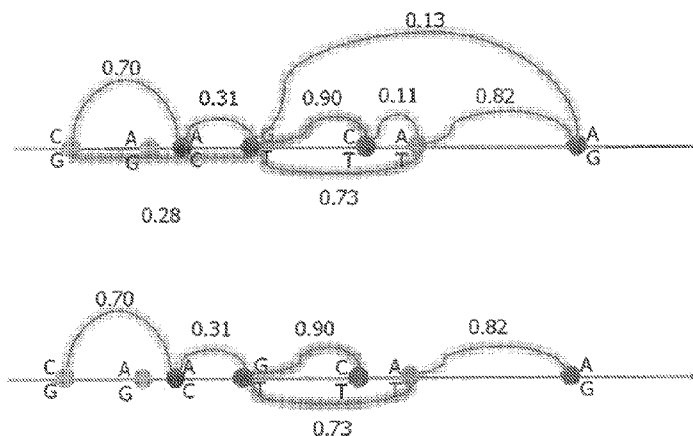 0.13
0.70
0.31 0.90 0.11 0.82
C A A C A A
G G C T T T G
0.73
0.28
0.70
0.31 0.90 0.82
C A A G C A A
G G C T T T G
0.73